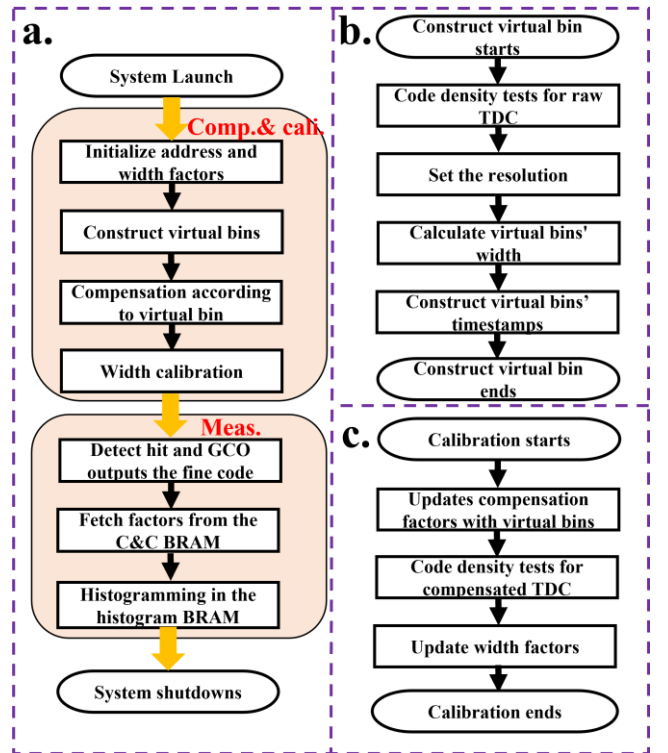 a.
System Launch
Comp.& cali.
Initialize address and
width factors
Construct virtual bins
Compensation according
to virtual bin
Width calibration
Meas.
Detect hit and GCO
outputs the fine code
Fetch factors from the
C&C BRAM
Histogramming in the
histogram BRAM
System shutdowns
b.
Construct virtual bin
starts
Code density tests for raw
TDC
Set the resolution
Calculate virtual bins'
width
Construct virtual bins’
timestamps
Construct virtual bin
ends
c.
Calibration starts
Updates compensation
factors with virtual bins
Code density tests for
compensated TDC
Update width factors
Calibration ends